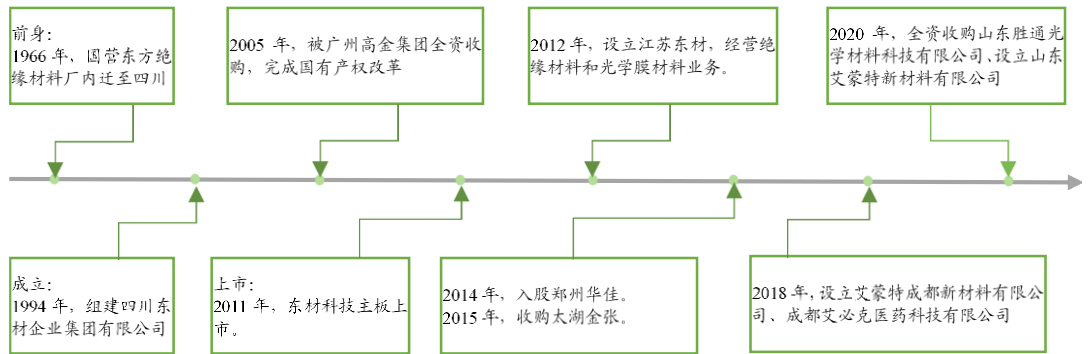 前身：
1966 年，国营东方绝
缘材料厂内迁至四川
2005 年，被广州高金集团全资收
购，完成国有产权改革
2012 年，设立江苏东材，经营绝
缘材料和光学膜材料业务。
2020 年，全资收购山东胜通光
学材料科技有限公司、设立山东
艾蒙特新材料有限公司
成立：
1994 年，组建四川东
材企业集团有限公司
上市：
2011 年，东材科技主板上
市。
2014 年，入股郑州华佳。
2015 年，收购太湖金张。
2018 年，设立艾蒙特成都新材料有限公
司、成都艾必克医药科技有限公司